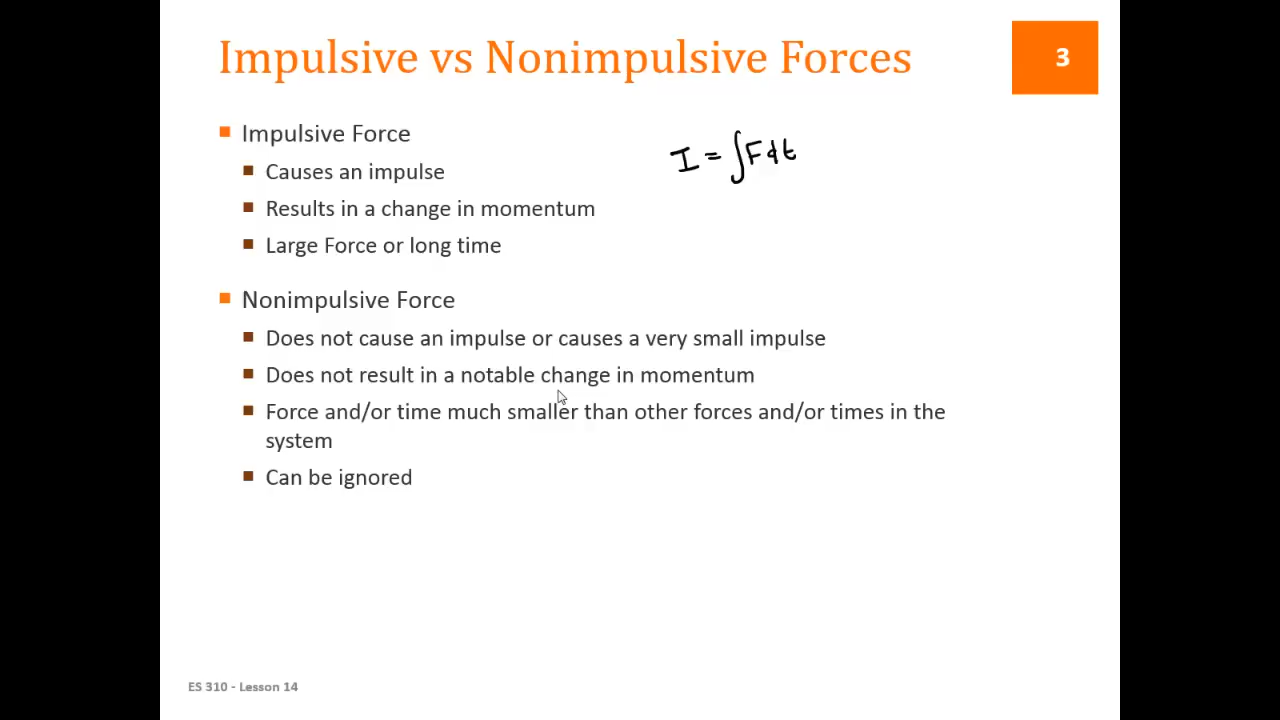 Impulsive vs Nonimpulsive Forces
3
Impulsive Force
I = ∫F dt
Causes an impulse
Results in a change in momentum
Large Force or long time
Nonimpulsive Force
Does not cause an impulse or causes a very small impulse
Does not result in a notable change in momentum
Force and/or time much smaller than other forces and/or times in the
system
Can be ignored
ES 310 - Lesson 14